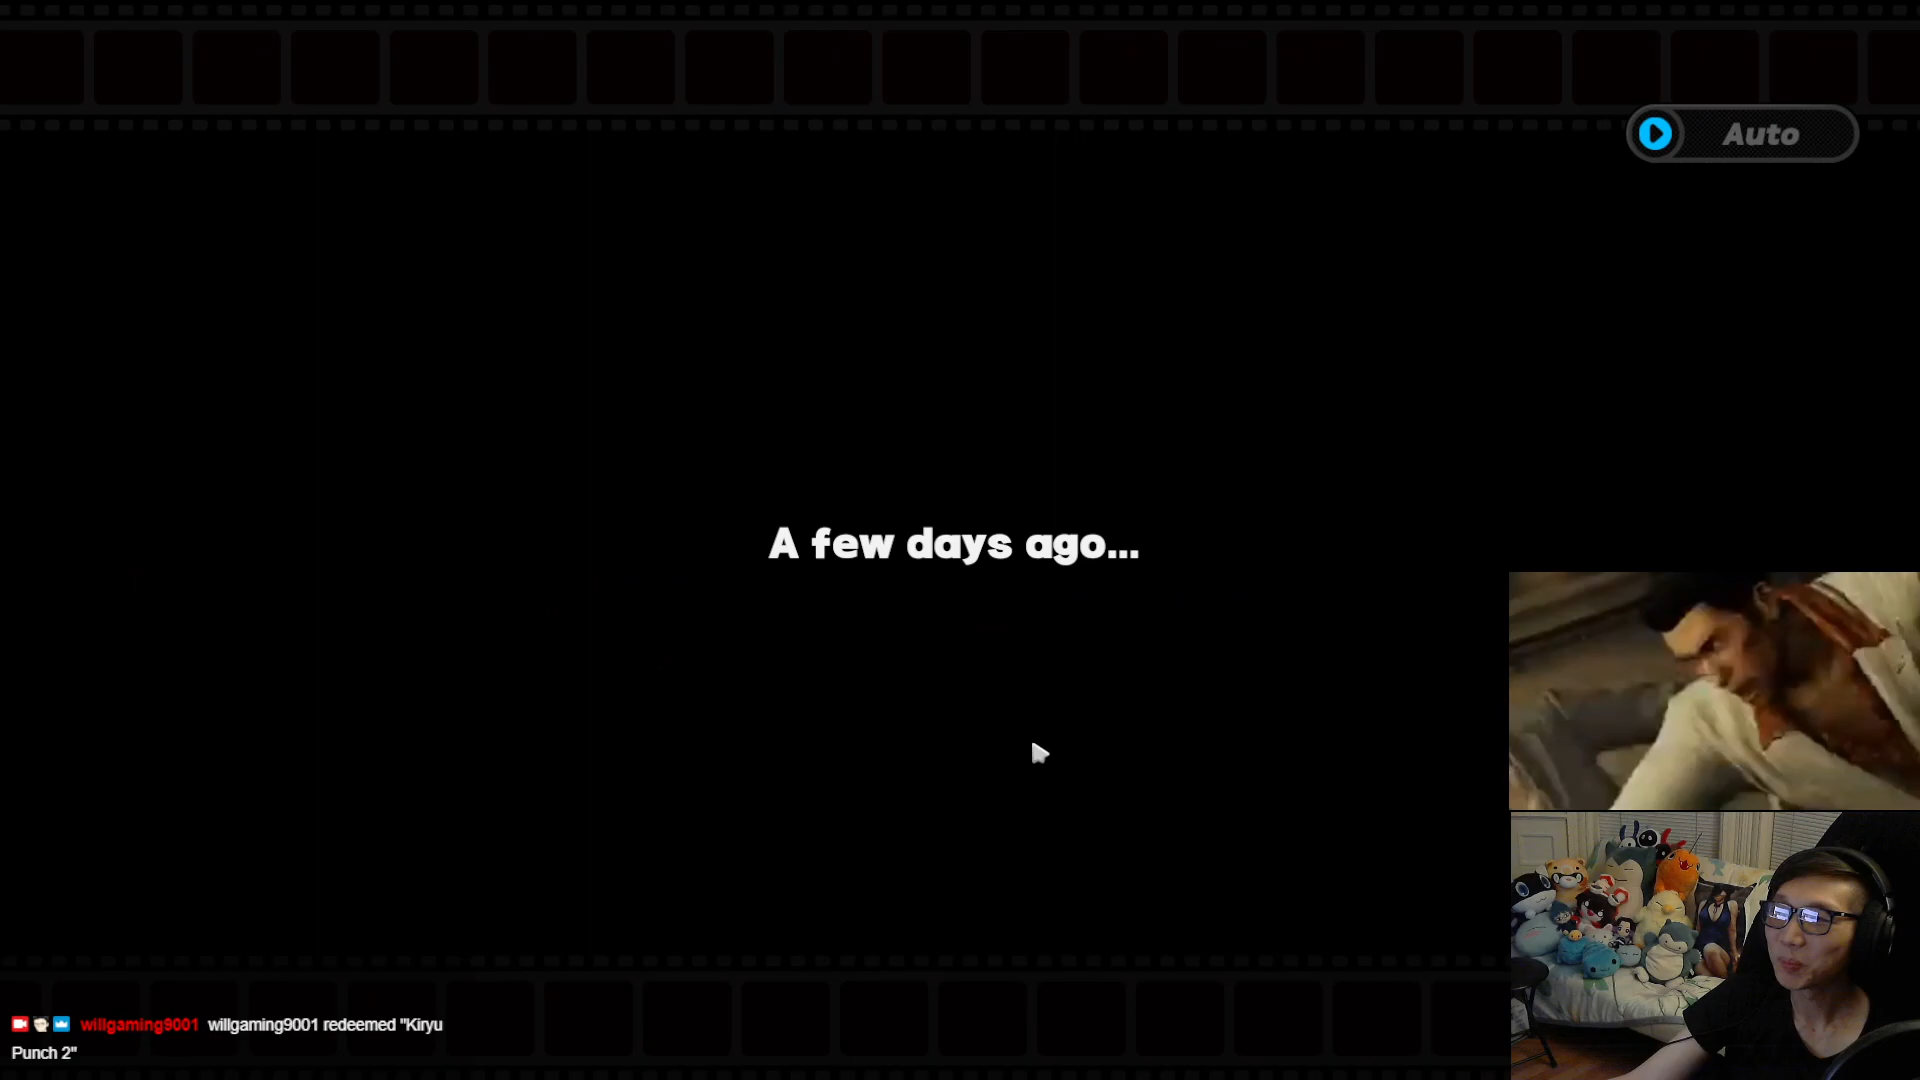 Auto
A few days ago...
willgaming9001 willgaming9001 redeemed "Kiryu
Punch 2"